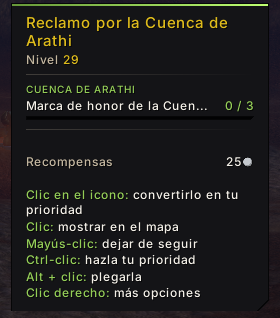 Reclamo por la Cuenca de
Arathi
Nivel 29
CUENCA DE ARATHI
Marca de honor de la Cuen... 0 / 3
Recompensas 25
Clic en el icono: convertirlo en tu
prioridad
Clic: mostrar en el mapa
Mayús-clic: dejar de seguir
Ctrl-clic: hazla tu prioridad
Alt + clic: plegarla
Clic derecho: más opciones